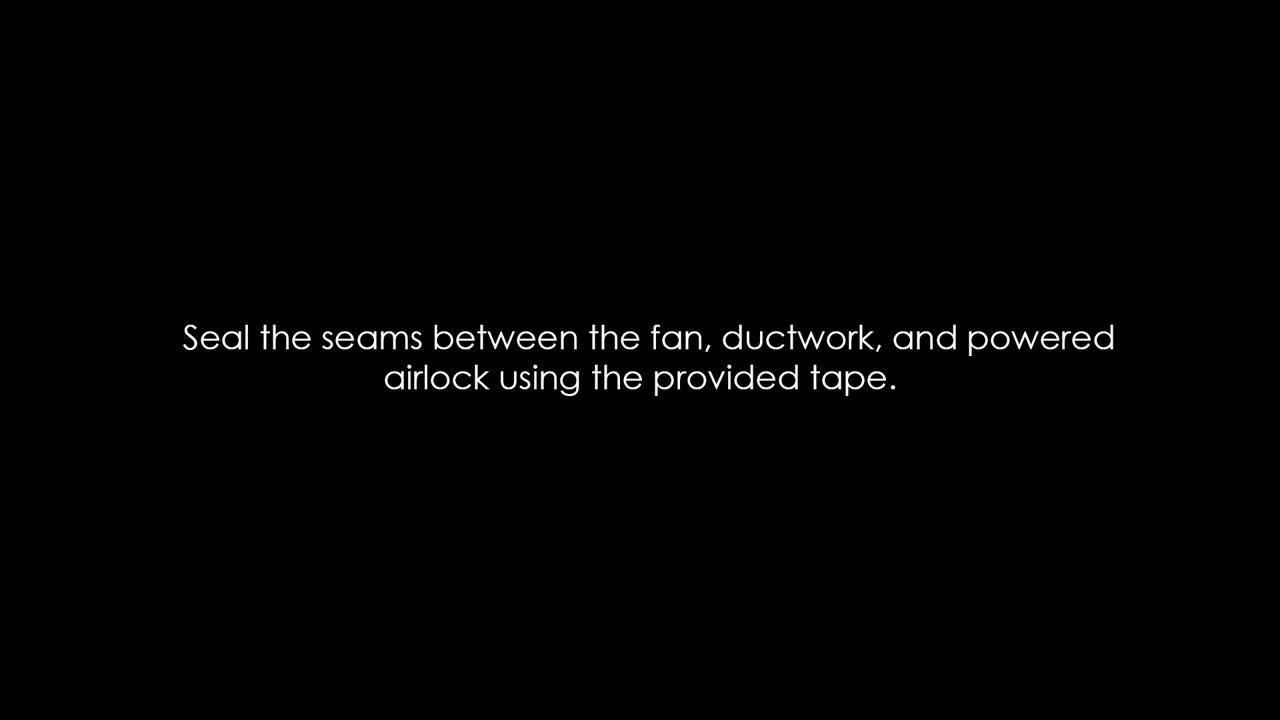 Seal the seams between the fan, ductwork, and powered
airlock using the provided tape.